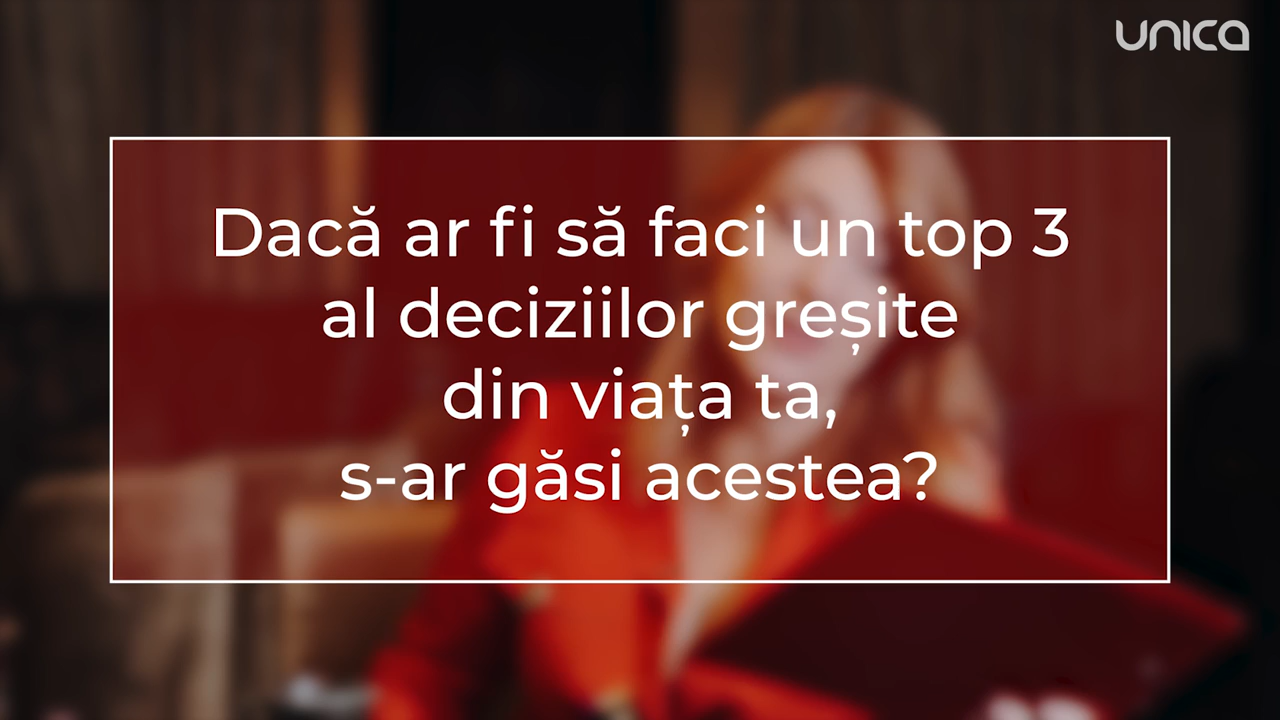 unica
Dacă ar fi să faci un top 3
al deciziilor greșite
din viața ta,
s-ar găsi acestea?